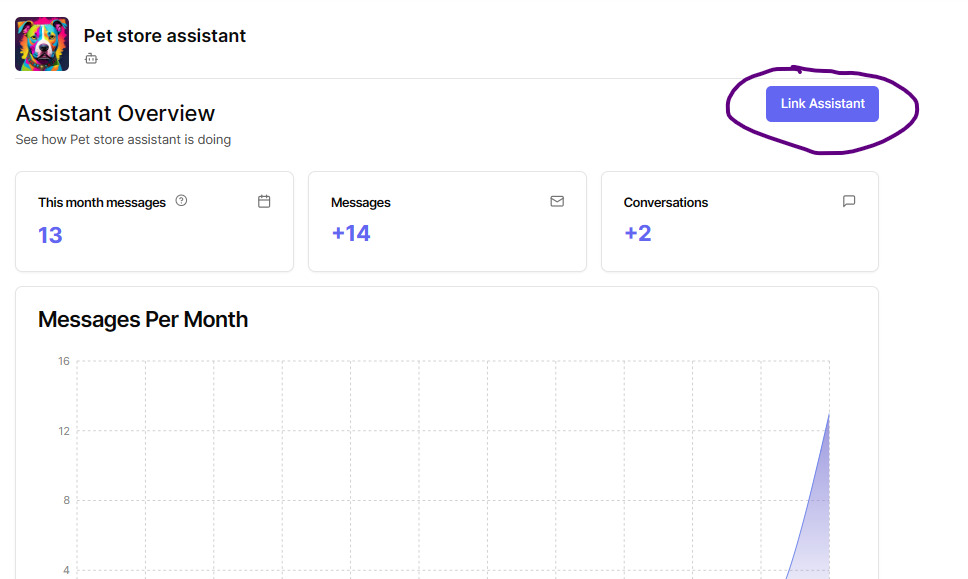 Pet store assistant
Assistant Overview
Link Assistant
See how Pet store assistant is doing
This month messages
13
Messages
+14
Conversations
+2
Messages Per Month
16
12
8
4